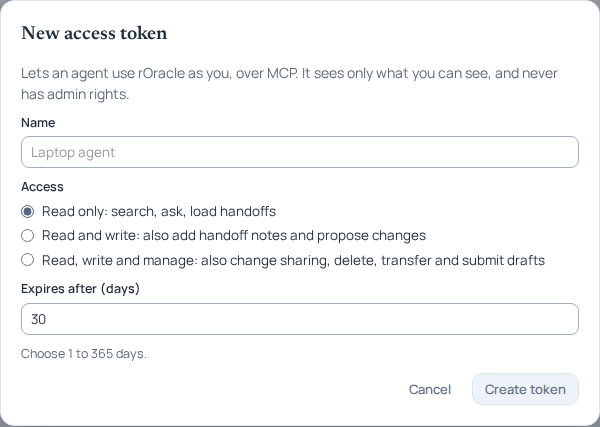 New access token
Lets an agent use rOracle as you, over MCP. It sees only what you can see, and never
has admin rights.
Name
Laptop agent
Access
Read only: search, ask, load handoffs
Read and write: also add handoff notes and propose changes
Read, write and manage: also change sharing, delete, transfer and submit drafts
Expires after (days)
30
Choose 1 to 365 days.
Cancel
Create token